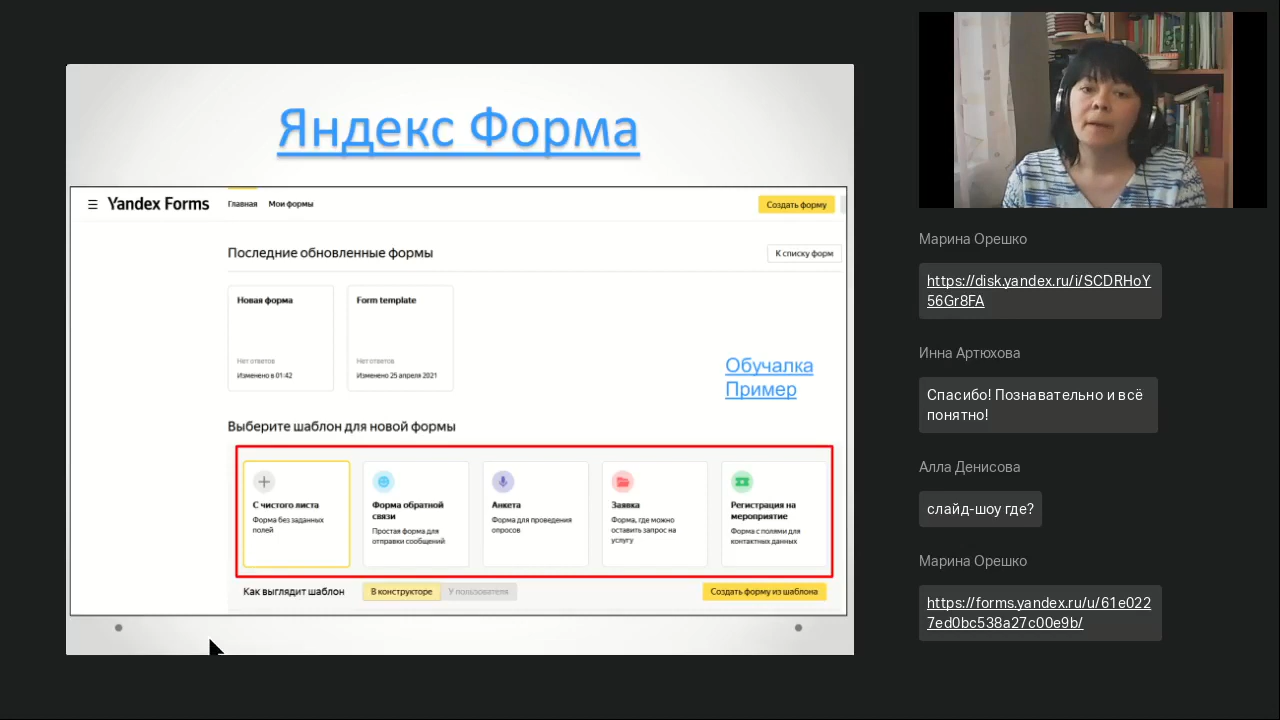 Яндекс Форма
Yandex Forms
Главная
Мои формы
Создать форму
Последние обновленные формы
К списку форм
Новая форма
Нет ответов
Изменено в 01:42
Form template
Нет ответов
Изменено 25 апреля 2021
Обучалка
Пример
Выберите шаблон для новой формы
С чистого листа
Форма без заданных
полей
Форма обратной
связи
Простая форма для
отправки сообщений
Анкета
Форма для проведения
опросов
Заявка
Форма, где можно
оставить запрос на
услугу
Регистрация на
мероприятие
Форма с полями для
контактных данных
Как выглядит шаблон
В конструкторе
У пользователя
Создать форму из шаблона
Марина Орешко
https://disk.yandex.ru/i/SCDRHoY
56Gr8FA
Инна Артюхова
Спасибо! Познавательно и всё
понятно!
Алла Денисова
слайд-шоу где?
Марина Орешко
https://forms.yandex.ru/u/61e022
7ed0bc538a27c00e9b/